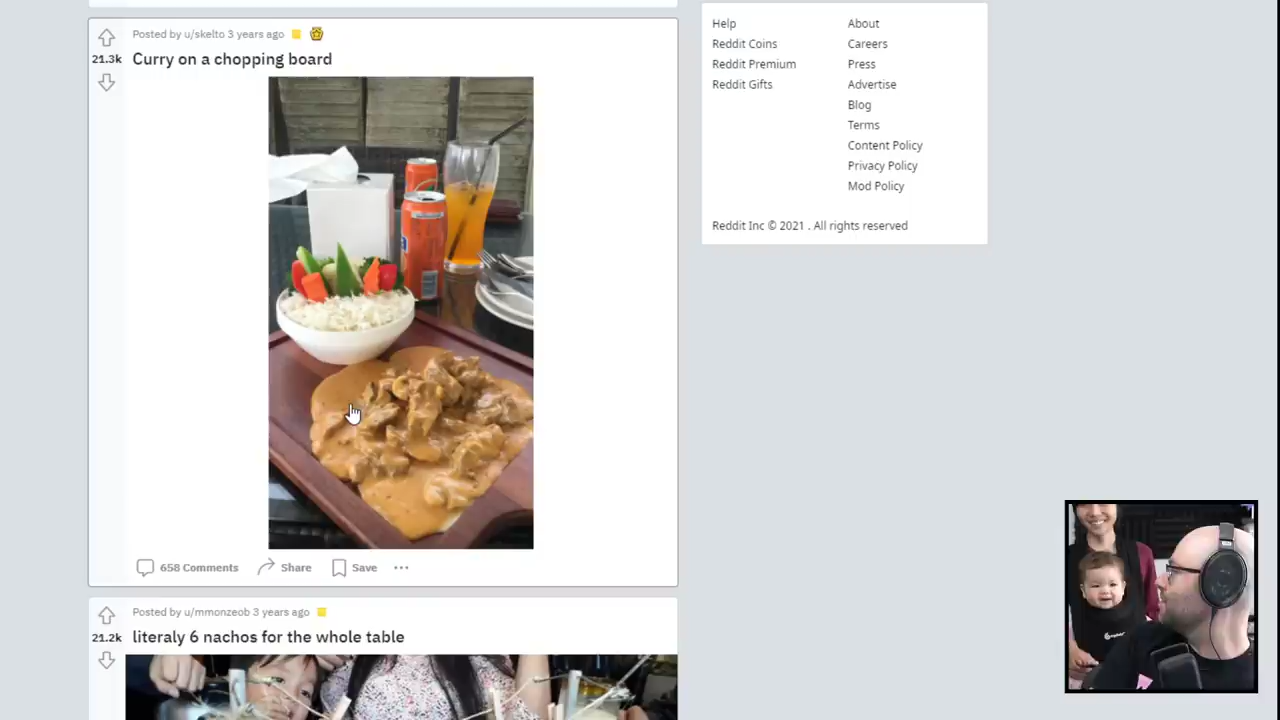 Posted by u/skelto 3 years ago
21.3k
Curry on a chopping board
658 Comments
Share
Save
Posted by u/mmonzeob 3 years ago
21.2k
literaly 6 nachos for the whole table
Help
About
Reddit Coins
Careers
Reddit Premium
Press
Reddit Gifts
Advertise
Blog
Terms
Content Policy
Privacy Policy
Mod Policy
Reddit Inc © 2021 . All rights reserved